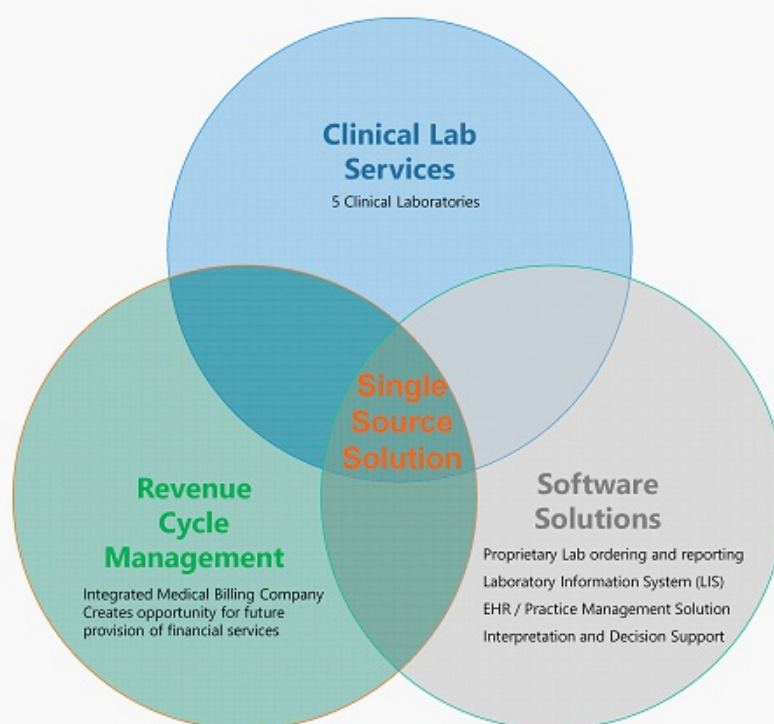 Clinical Lab
Services
5 Clinical Laboratories
Single
Source
Solution
Revenue
Cycle
Management
Integrated Medical Billing Company
Creates opportunity for future
provision of financial services
Software
Solutions
Proprietary Lab ordering and reporting
Laboratory Information System (LIS)
EHR / Practice Management Solution
Interpretation and Decision Support